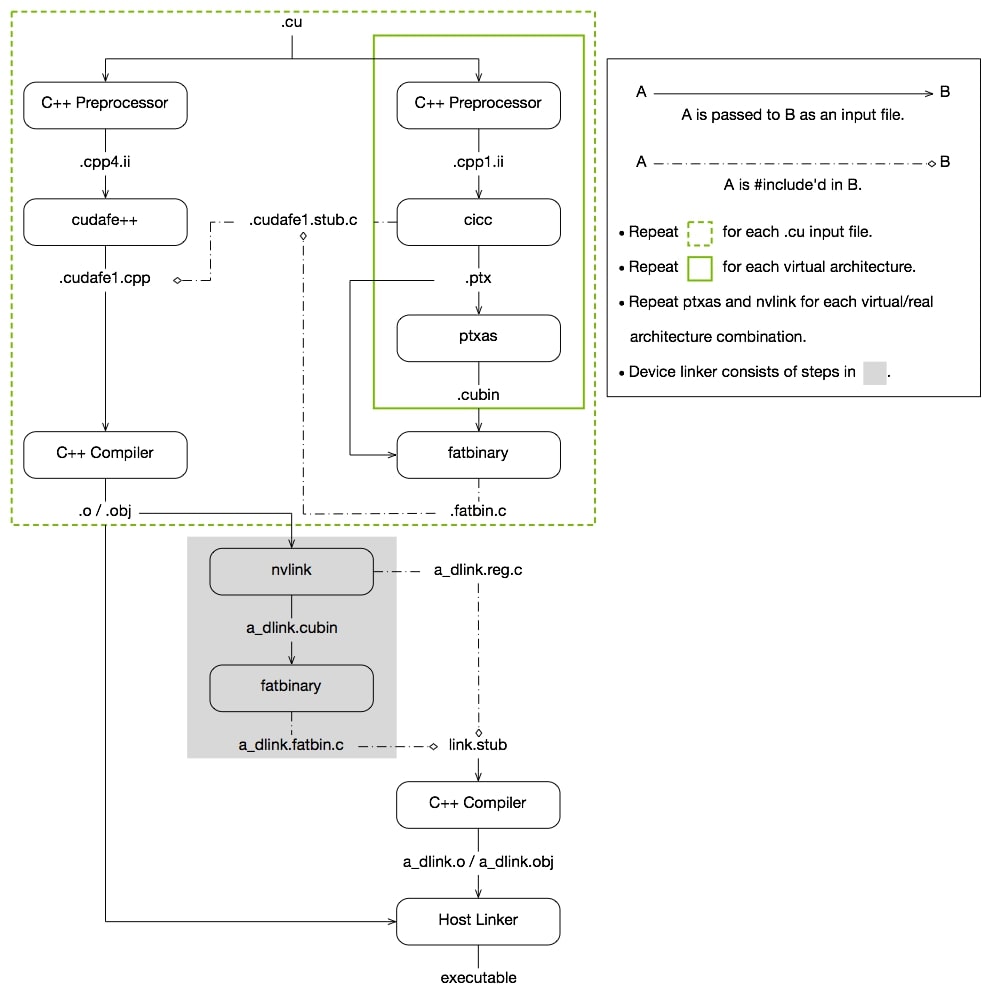 .cu
C++ Preprocessor
C++ Preprocessor
.cpp4.ii
.cpp1.ii
cudafe++
.cudafe1.stub.c
cicc
.cudafe1.cpp
.ptx
ptxas
.cubin
C++ Compiler
fatbinary
.o / .obj
.fatbin.c
nvlink
a_dlink.reg.c
a_dlink.cubin
fatbinary
a_dlink.fatbin.c
link.stub
C++ Compiler
a_dlink.o / a_dlink.obj
Host Linker
executable
A B
A is passed to B as an input file.
A B
A is #include'd in B.
• Repeat for each .cu input file.
• Repeat for each virtual architecture.
• Repeat ptxas and nvlink for each virtual/real
architecture combination.
• Device linker consists of steps in .